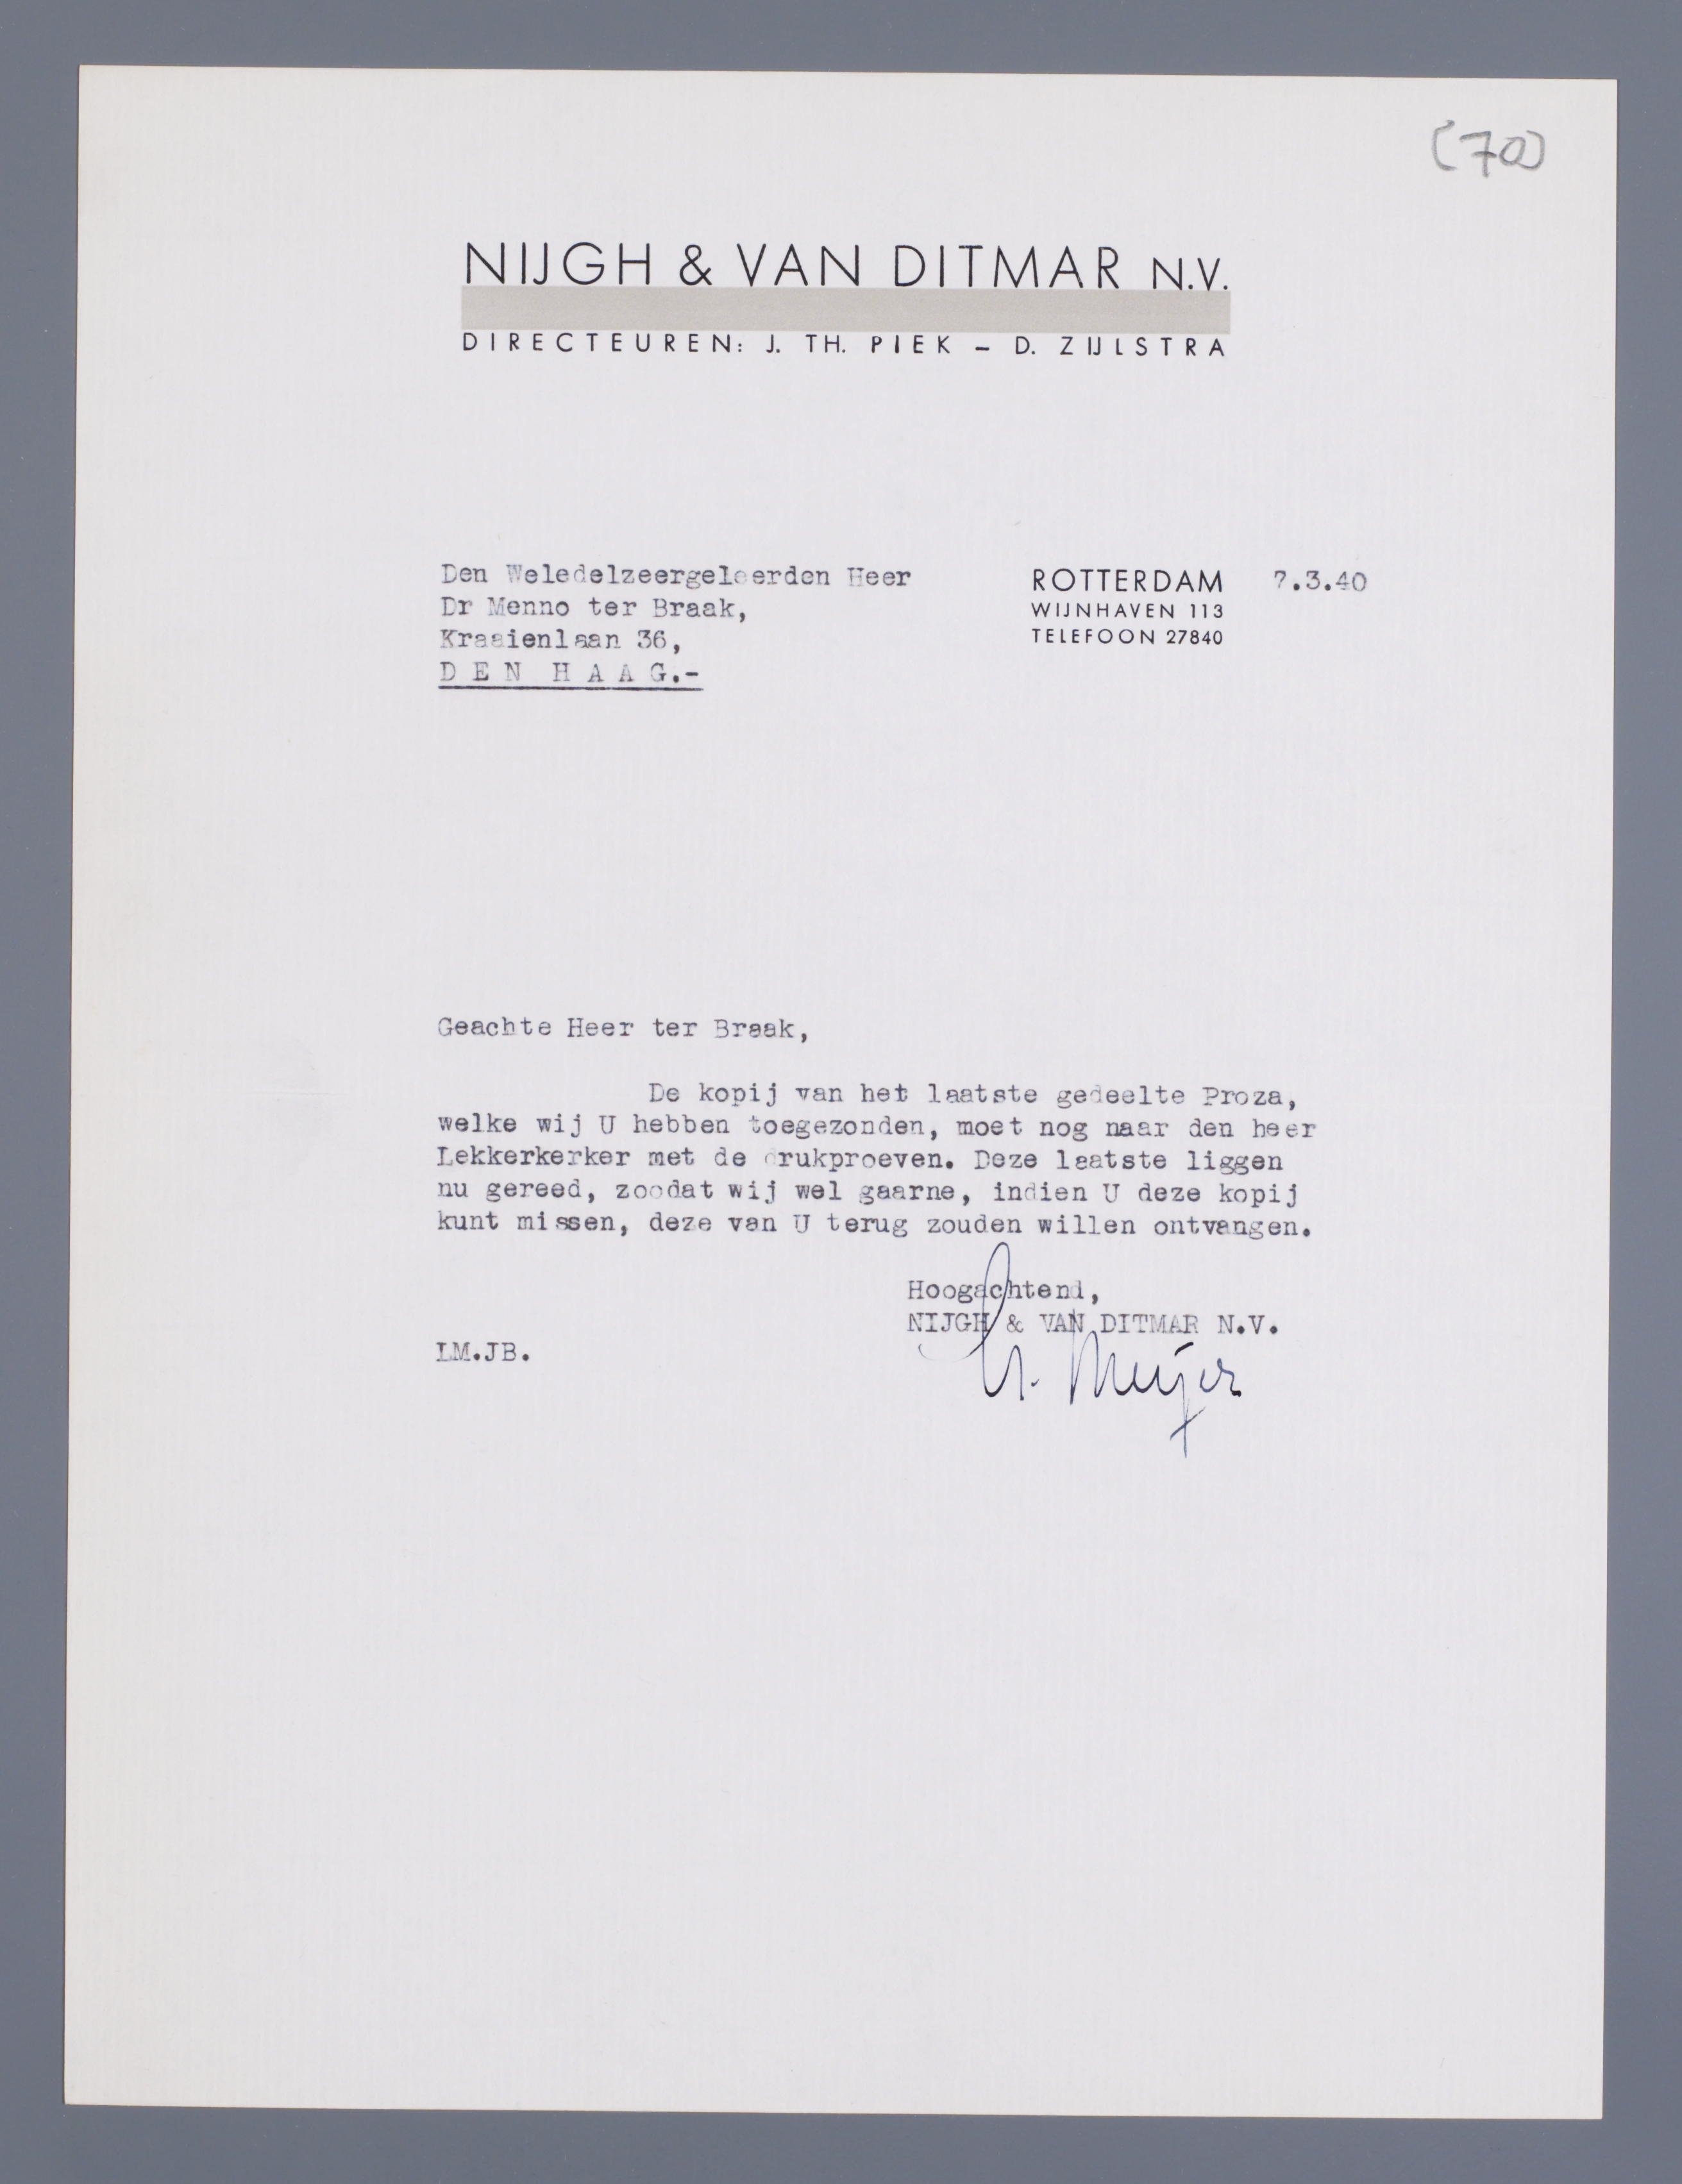 (70)
NIJGH & VAN DITMAR N.V.
DIRECTEUREN: J. TH. PIEK – D. ZIJLSTRA
Den Weledelzeergeleerden Heer
Dr Menno ter Braak,
Kraaienlaan 36,
DEN HAAG.-
ROTTERDAM 7.3.40
WIJNHAVEN 113
TELEFOON 27840
Geachte Heer ter Braak,
De kopij van het laatste gedeelte Proza,
welke wij U hebben toegezonden, moet nog naar den heer
Lekkerkerker met de drukproeven. Deze laatste liggen
nu gereed, zoodat wij wel gaarne, indien U deze kopij
kunt missen, deze van U terug zouden willen ontvangen.
Hoogachtend,
NIJGH & VAN DITMAR N.V.
LM.JB.
Meijer